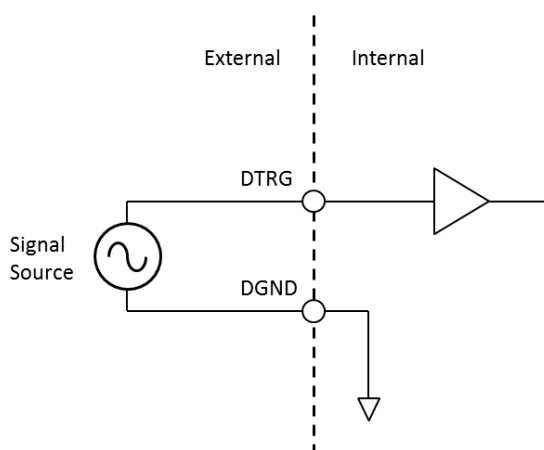 External
Internal
DTRG
Signal
Source
DGND